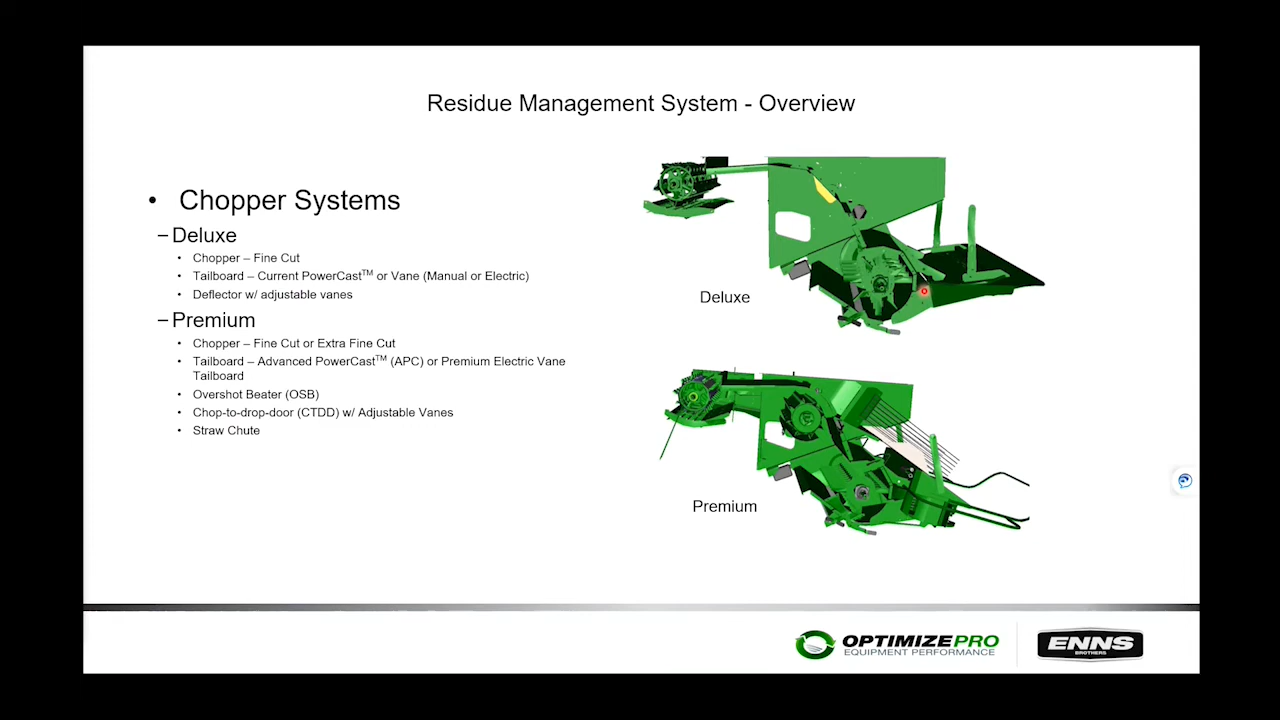 Residue Management System - Overview
• Chopper Systems
– Deluxe
• Chopper – Fine Cut
• Tailboard – Current PowerCast™ or Vane (Manual or Electric)
• Deflector w/ adjustable vanes
– Premium
• Chopper – Fine Cut or Extra Fine Cut
• Tailboard – Advanced PowerCast™ (APC) or Premium Electric Vane
Tailboard
• Overshot Beater (OSB)
• Chop-to-drop-door (CTDD) w/ Adjustable Vanes
• Straw Chute
Deluxe
Premium
OPTIMIZEPRO
EQUIPMENT PERFORMANCE
ENNS
BROTHERS